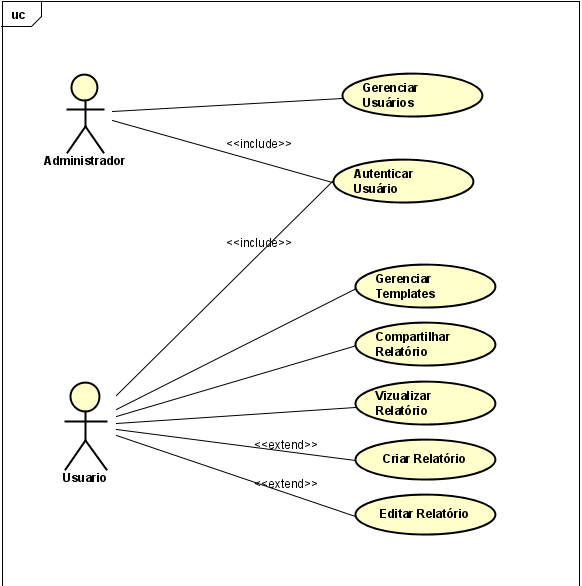 uc
Gerenciar
Usuários
Administrador
<<include>>
Autenticar
Usuário
<<include>>
Gerenciar
Templates
Compartilhar
Relatório
Vizualizar
Relatório
<<extend>>
Criar Relatório
Usuario
<<extend>>
Editar Relatório